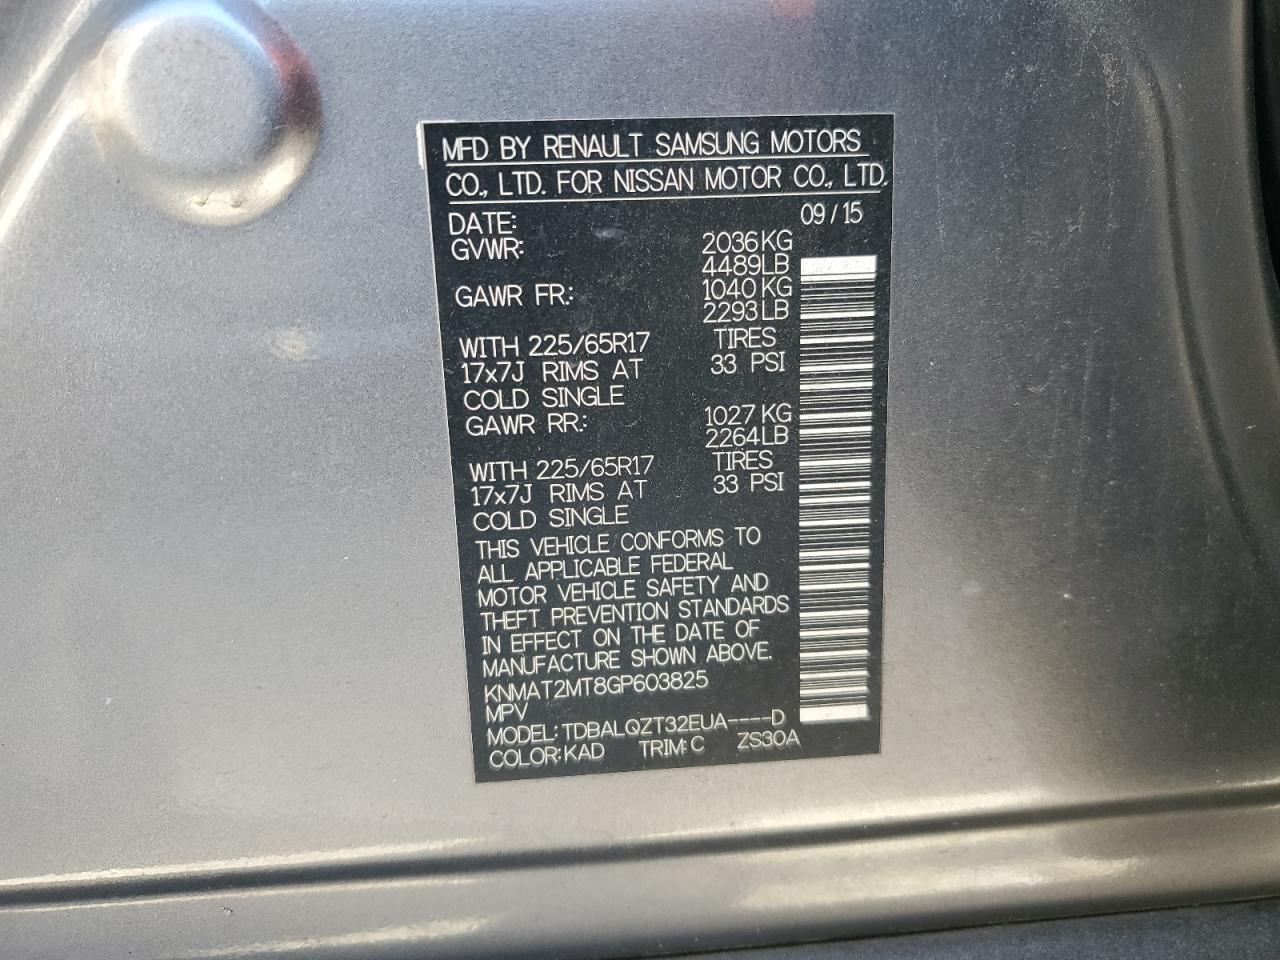 MFD BY RENAULT SAMSUNG MOTORS
CO., LTD. FOR NISSAN MOTOR CO., LTD.
DATE: 09/15
GVWR: 2036KG
4489LB
GAWR FR: 1040KG
2293LB
WITH 225/65R17 TIRES
17x7J RIMS AT 33 PSI
COLD SINGLE
GAWR RR: 1027KG
2264LB
WITH 225/65R17 TIRES
17x7J RIMS AT 33 PSI
COLD SINGLE
THIS VEHICLE CONFORMS TO
ALL APPLICABLE FEDERAL
MOTOR VEHICLE SAFETY AND
THEFT PREVENTION STANDARDS
IN EFFECT ON THE DATE OF
MANUFACTURE SHOWN ABOVE.
KNMAT2MT8GP603825
MPV
MODEL: TDBALQZT32EUA----D
COLOR: KAD TRIM: C ZS30A